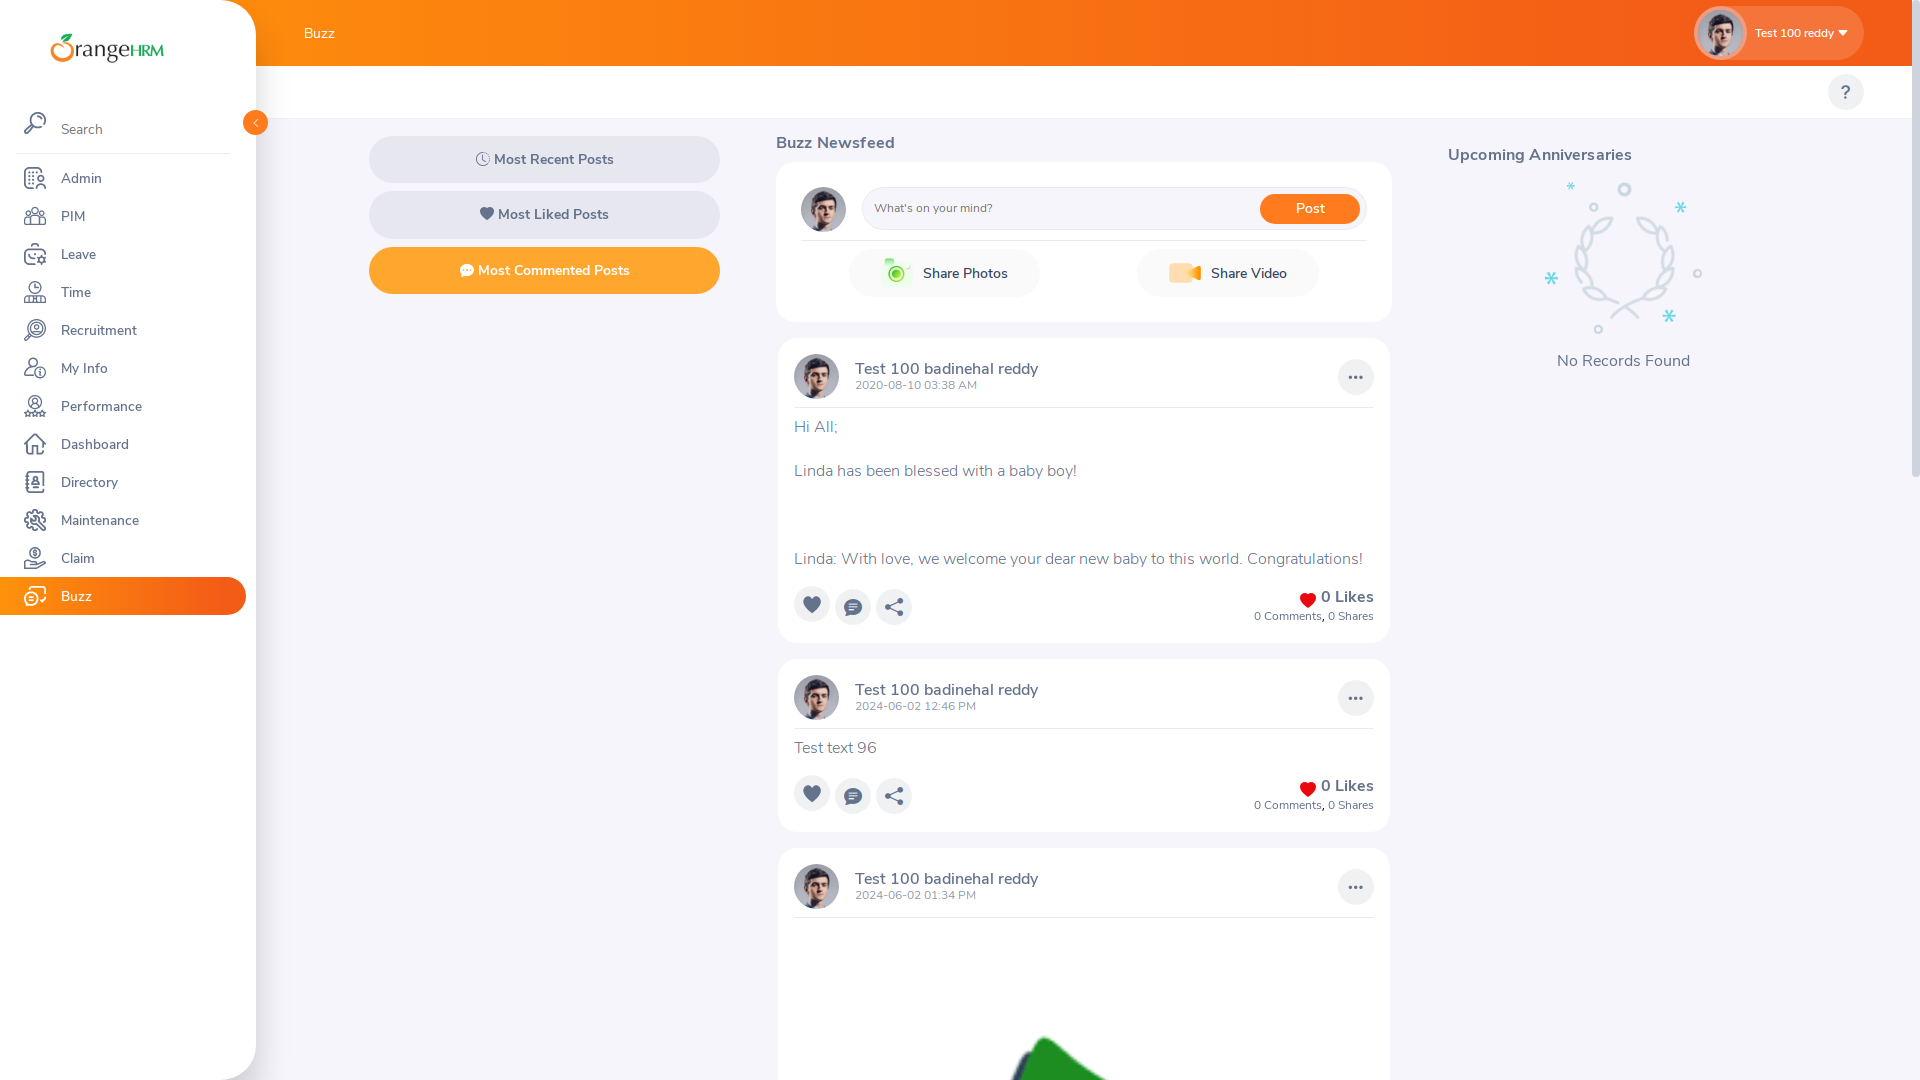 OrangeHRM
Search
Admin
PIM
Leave
Time
Recruitment
My Info
Performance
Dashboard
Directory
Maintenance
Claim
Buzz
Buzz
Test 100 reddy
?
Most Recent Posts
Most Liked Posts
Most Commented Posts
Buzz Newsfeed
What's on your mind?
Post
Share Photos
Share Video
Test 100 badinehal reddy
2020-08-10 03:38 AM
Hi All;
Linda has been blessed with a baby boy!
Linda: With love, we welcome your dear new baby to this world. Congratulations!
0 Likes
0 Comments, 0 Shares
Test 100 badinehal reddy
2024-06-02 12:46 PM
Test text 96
0 Likes
0 Comments, 0 Shares
Test 100 badinehal reddy
2024-06-02 01:34 PM
Upcoming Anniversaries
No Records Found